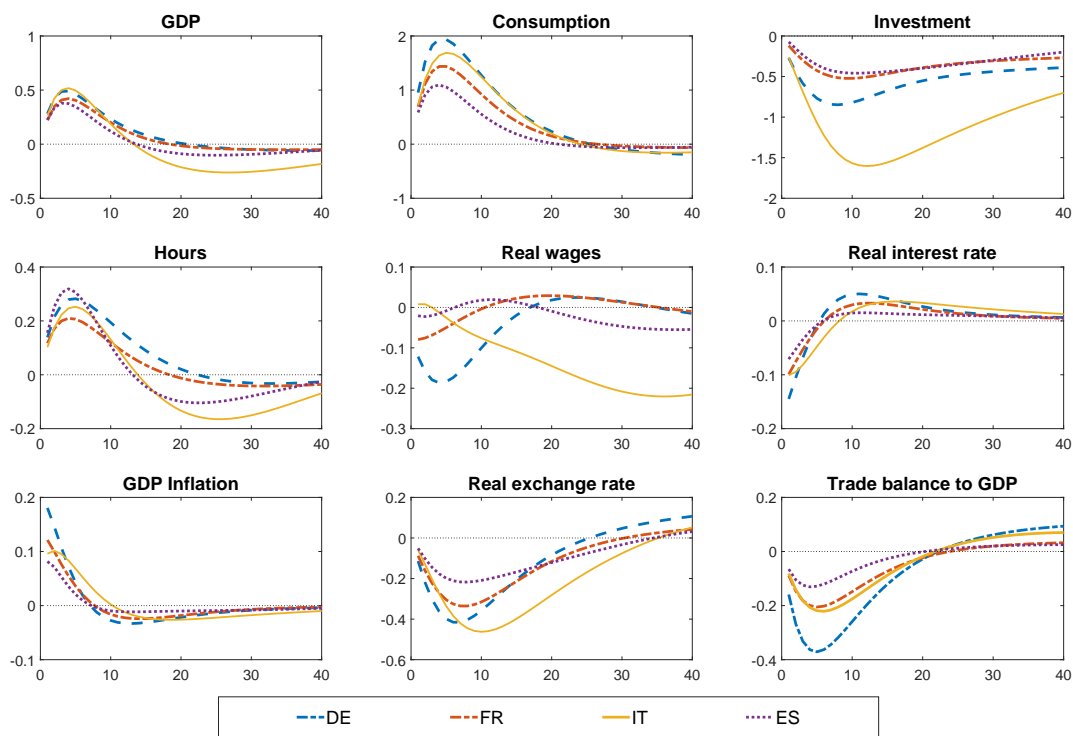 GDP
Consumption
Investment
1
0.5
0
-0.5
0 10 20 30 40
2
1
0
-1
0 10 20 30 40
0
-0.5
-1
-1.5
-2
0 10 20 30 40
Hours
Real wages
Real interest rate
0.4
0.2
0
-0.2
0 10 20 30 40
0.1
0
-0.1
-0.2
-0.3
0 10 20 30 40
0.1
0
-0.1
-0.2
0 10 20 30 40
GDP Inflation
Real exchange rate
Trade balance to GDP
0.2
0.1
0
-0.1
0 10 20 30 40
0.2
0
-0.2
-0.4
-0.6
0 10 20 30 40
0.2
0
-0.2
-0.4
0 10 20 30 40
DE FR IT ES